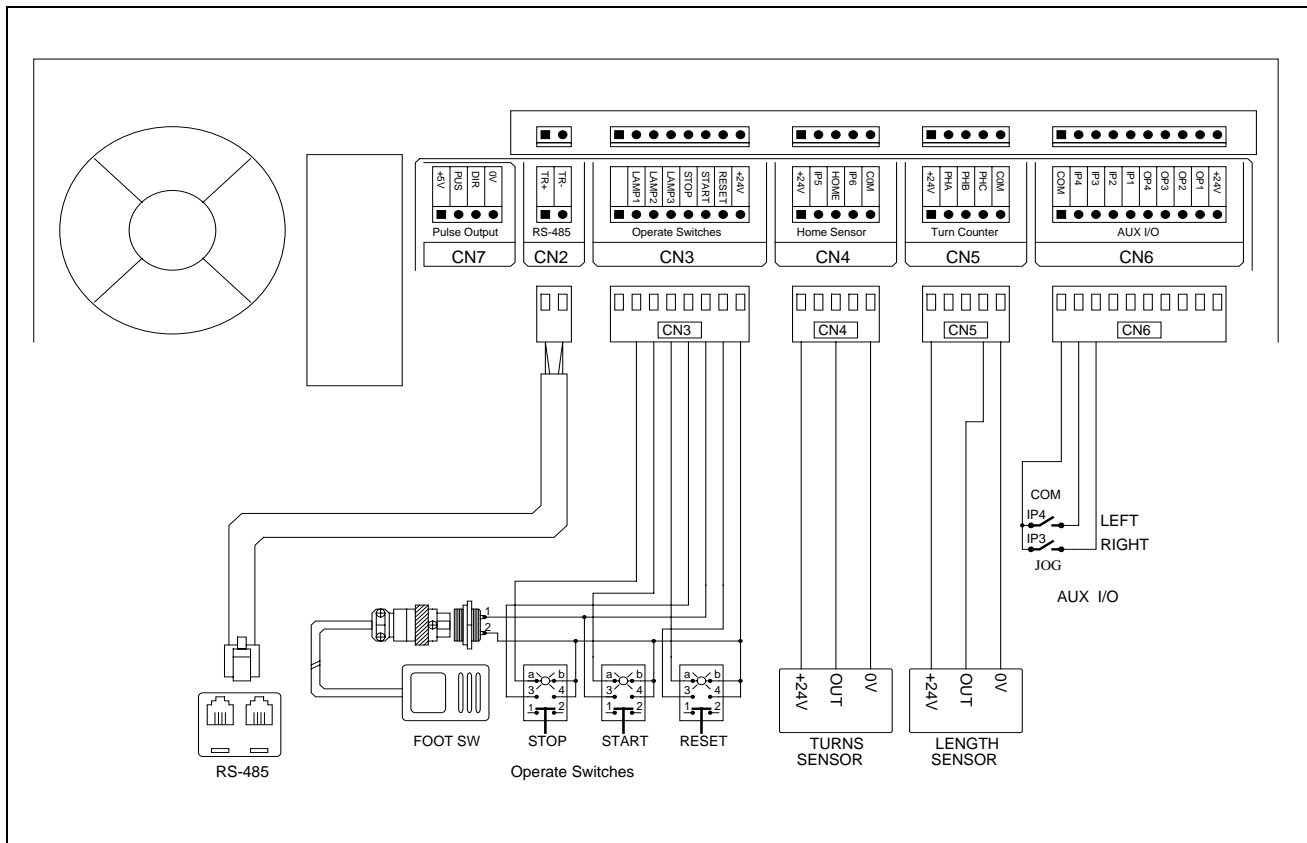 +5V PUS DIR 0V
TR+ TR-
LAMP1 LAMP2 LAMP3 STOP START RESET +24V
+24V IP5 HOME IP6 COM
+24V PHA PHB PHC COM
COM IP4 IP3 IP2 IP1 OP4 OP3 OP2 OP1 +24V
Pulse Output
RS-485
Operate Switches
Home Sensor
Turn Counter
AUX I/O
CN7
CN2
CN3
CN4
CN5
CN6
CN3
CN4
CN5
CN6
COM
IP4
LEFT
IP3
RIGHT
JOG
AUX I/O
1
2
a b
3 4
1 2
a b
3 4
1 2
a b
3 4
1 2
+24V OUT 0V
+24V OUT 0V
FOOT SW
STOP
START
RESET
TURNS
SENSOR
LENGTH
SENSOR
RS-485
Operate Switches